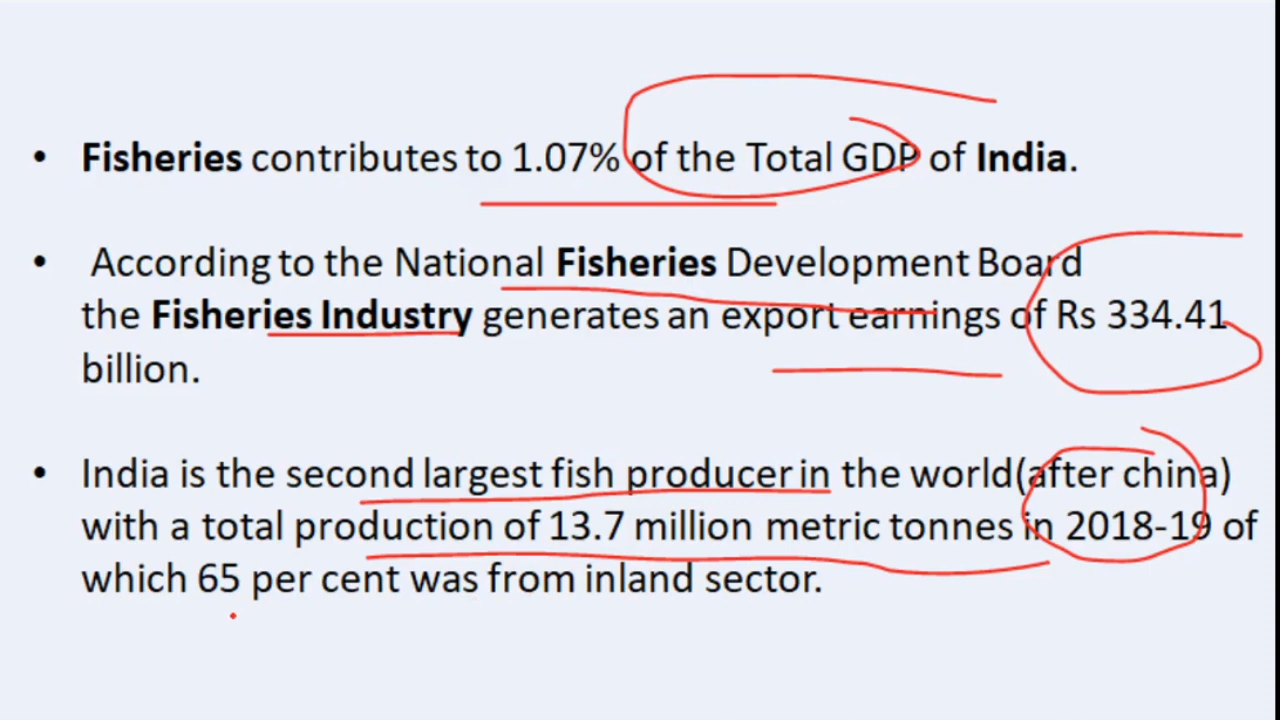 • Fisheries contributes to 1.07% of the Total GDP of India.
• According to the National Fisheries Development Board
the Fisheries Industry generates an export earnings of Rs 334.41
billion.
• India is the second largest fish producer in the world(after china)
with a total production of 13.7 million metric tonnes in 2018-19 of
which 65 per cent was from inland sector.